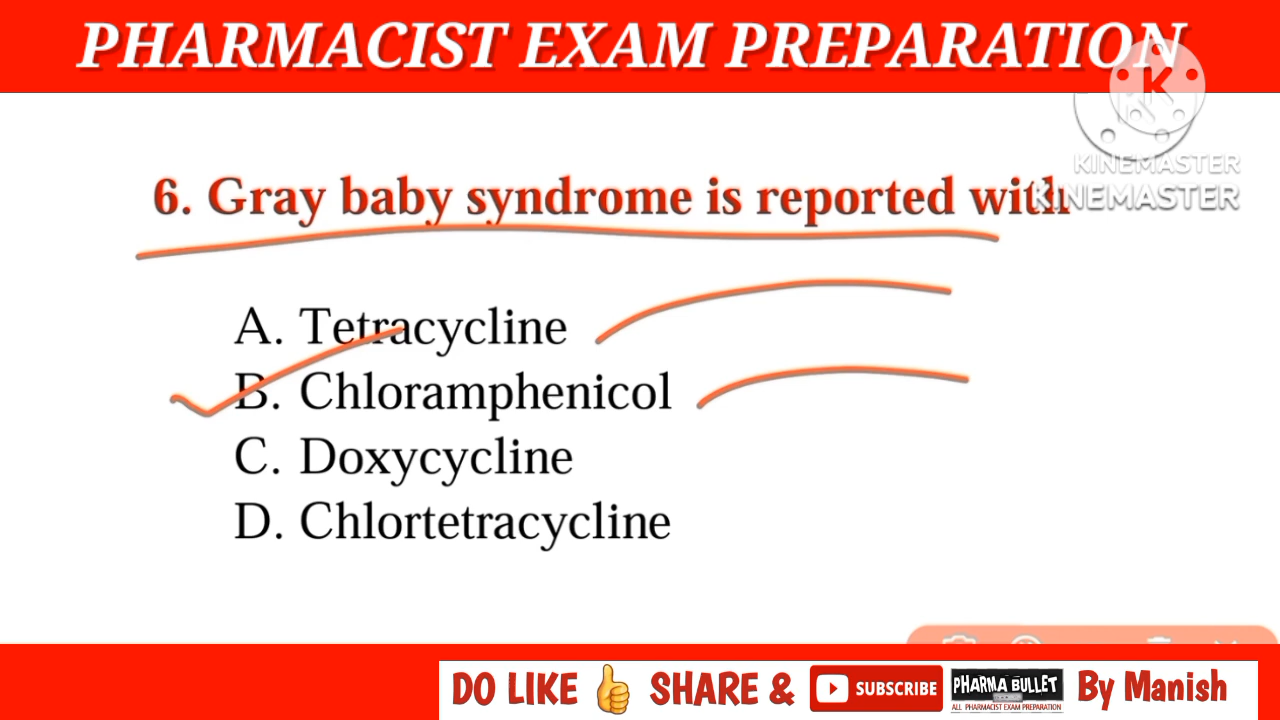 PHARMACIST EXAM PREPARATION
KINEMASTER
KINEMASTER
6. Gray baby syndrome is reported with
A. Tetracycline
B. Chloramphenicol
C. Doxycycline
D. Chlortetracycline
DO LIKE SHARE & SUBSCRIBE PHARMA BULLET By Manish
ALL PHARMACIST EXAM PREPARATION